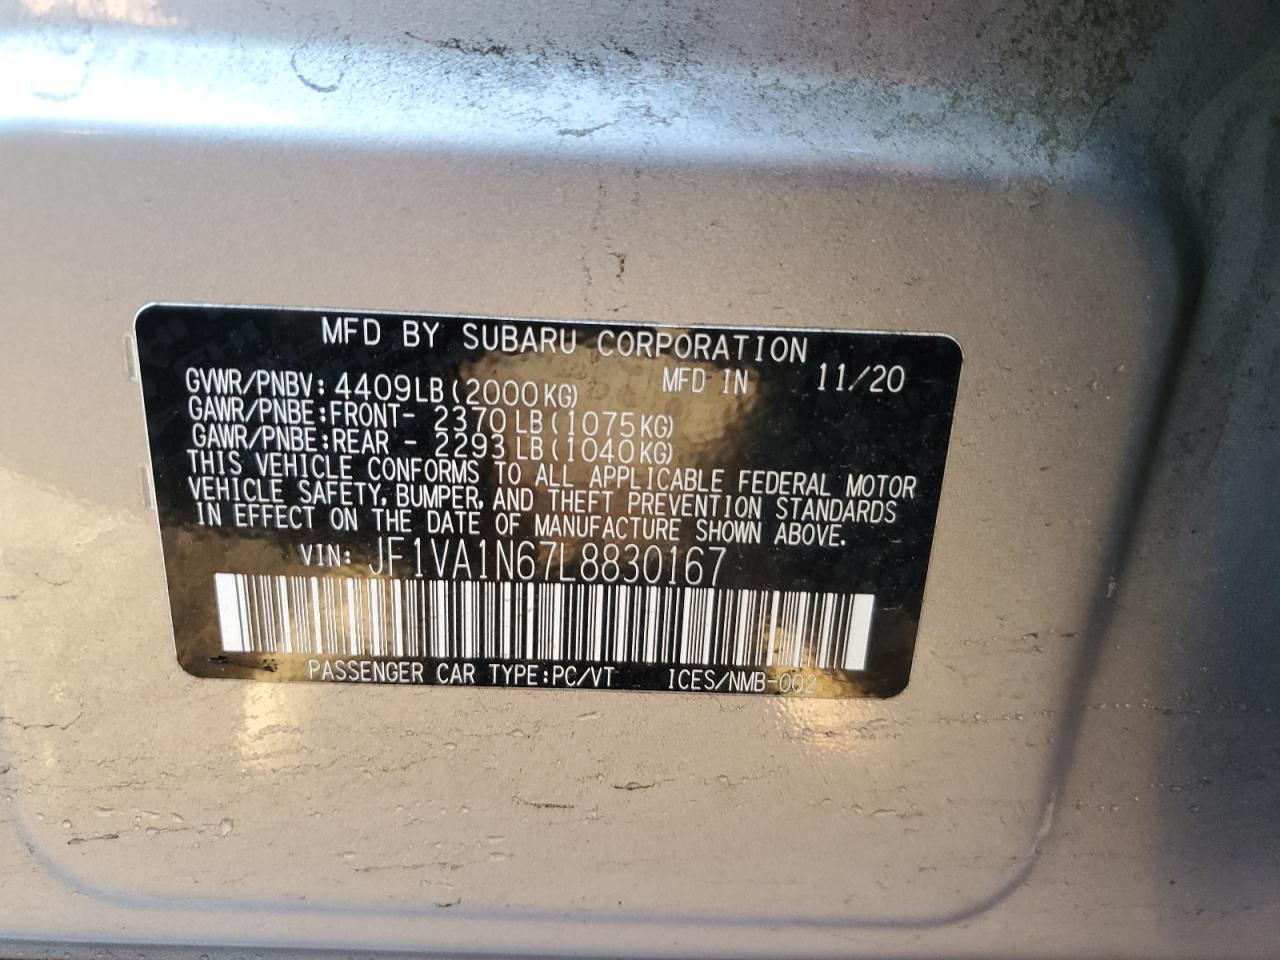 MFD BY SUBARU CORPORATION
GVWR/PNBV: 4409LB (2000KG) MFD IN 11/20
GAWR/PNBE:FRONT- 2370 LB (1075KG)
GAWR/PNBE:REAR - 2293 LB (1040KG)
THIS VEHICLE CONFORMS TO ALL APPLICABLE FEDERAL MOTOR
VEHICLE SAFETY, BUMPER, AND THEFT PREVENTION STANDARDS
IN EFFECT ON THE DATE OF MANUFACTURE SHOWN ABOVE.
VIN: JF1VA1N67L8830167
PASSENGER CAR TYPE:PC/VT ICES/NMB-002